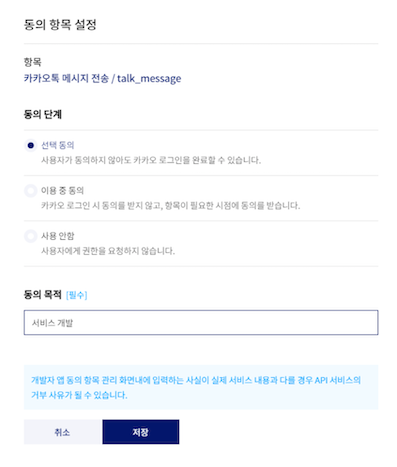 동의 항목 설정
항목
카카오톡 메시지 전송 / talk_message
동의 단계
선택 동의
사용자가 동의하지 않아도 카카오 로그인을 완료할 수 있습니다.
이용 중 동의
카카오 로그인 시 동의를 받지 않고, 항목이 필요한 시점에 동의를 받습니다.
사용 안함
사용자에게 권한을 요청하지 않습니다.
동의 목적 [필수]
서비스 개발
개발자 앱 동의 항목 관리 화면내에 입력하는 사실이 실제 서비스 내용과 다를 경우 API 서비스의
거부 사유가 될 수 있습니다.
취소 저장